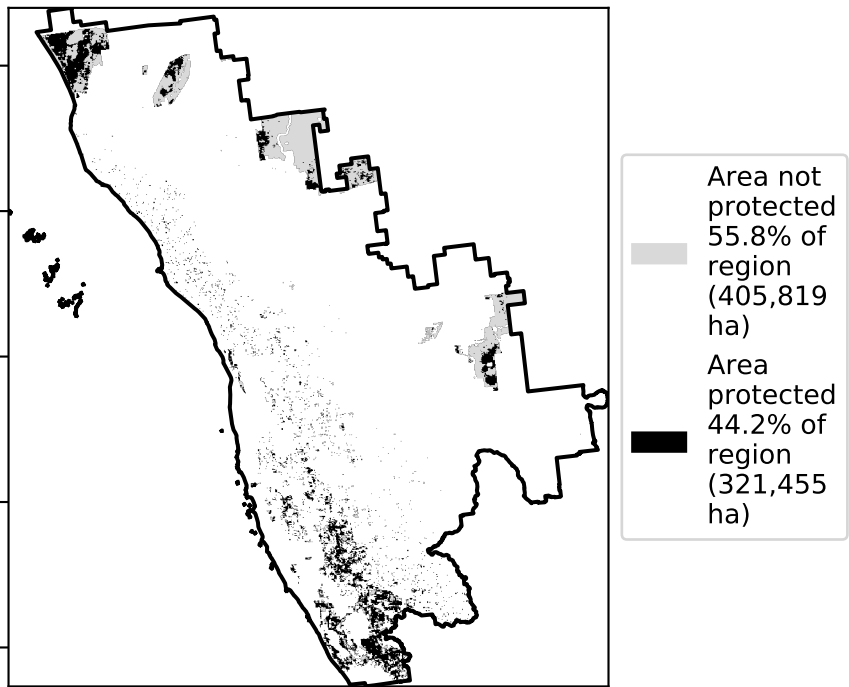 Area not
protected
55.8% of
region
(405,819
ha)
Area
protected
44.2% of
region
(321,455
ha)